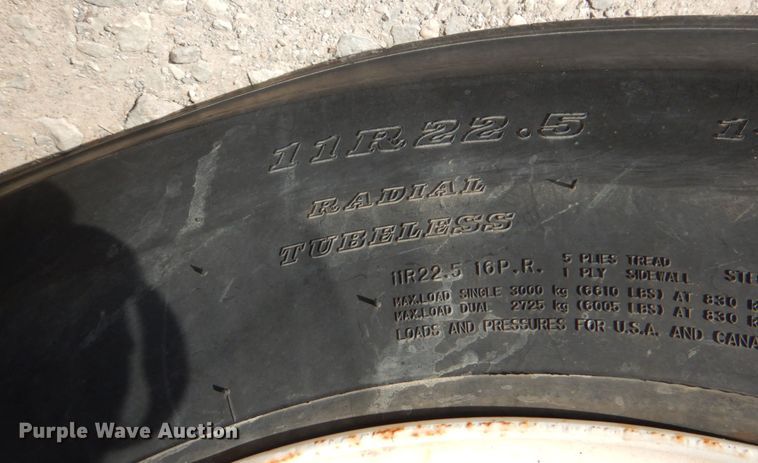 11R22.5
RADIAL
TUBELESS
11R22.5 16P.R. 5 PLIES TREAD
1 PLY SIDEWALL
MAX.LOAD SINGLE 3000 kg (6610 LBS) AT 830
MAX.LOAD DUAL 2725 kg (6005 LBS) AT 830
LOADS AND PRESSURES FOR U.S.A. AND CANA
Purple Wave Auction